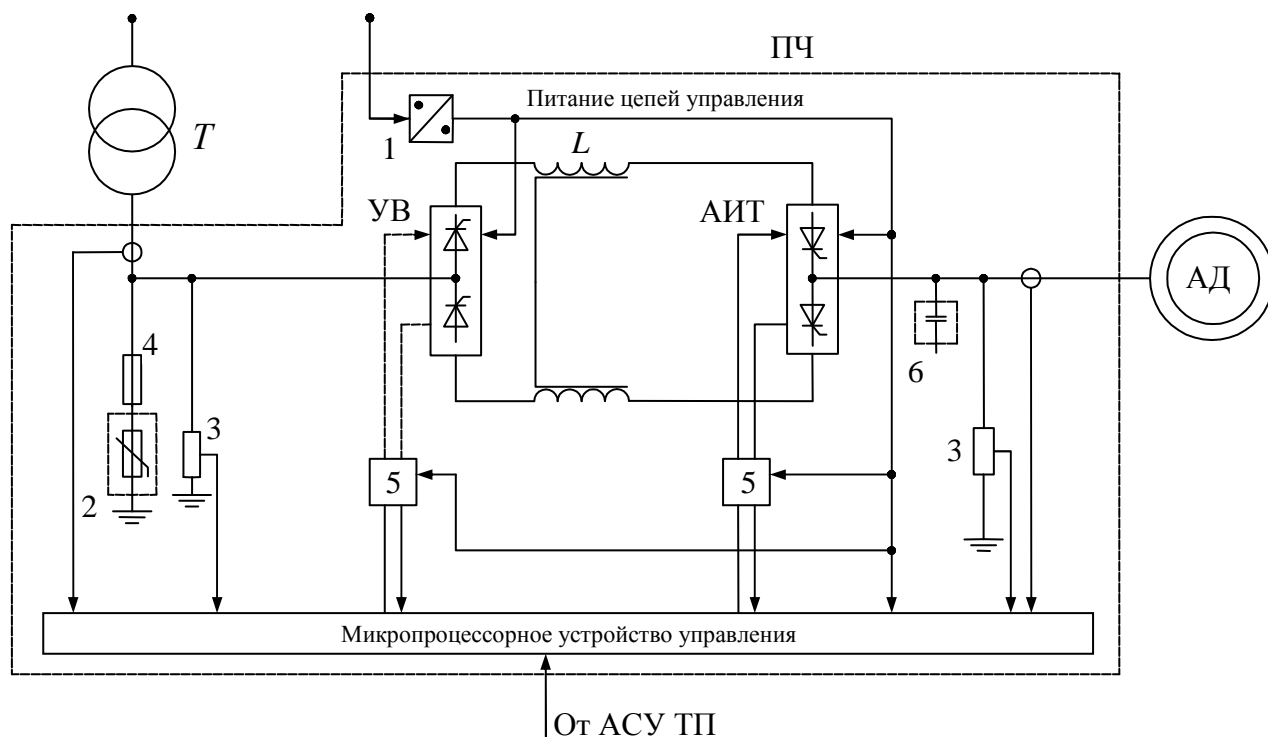 ПЧ
Питание цепей управления
T
1
L
УВ
АИТ
АД
4
6
3
3
2
5
5
Микропроцессорное устройство управления
От АСУ ТП